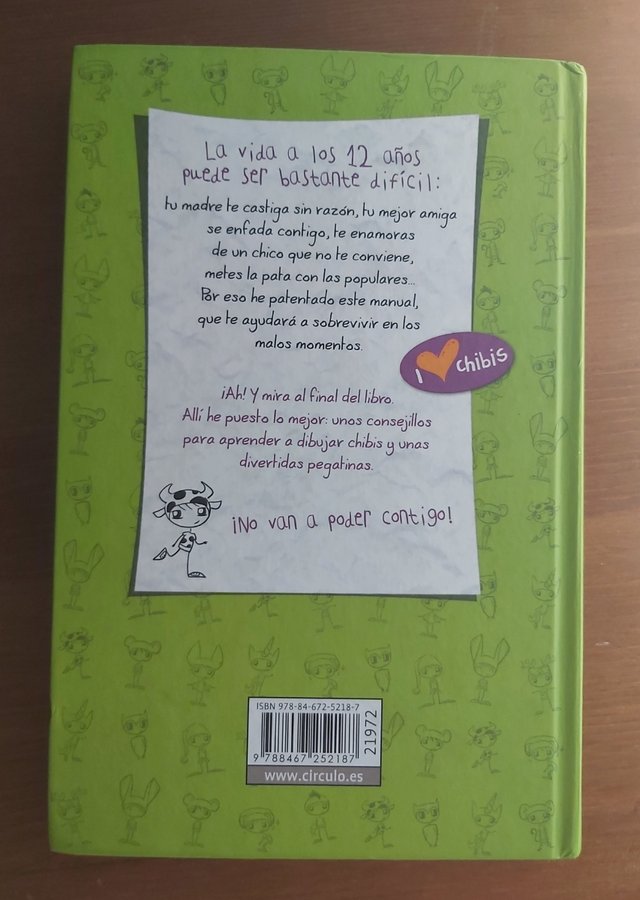 La vida a los 12 años
puede ser bastante difícil:
tu madre te castiga sin razón, tu mejor amiga
se enfada contigo, te enamoras
de un chico que no te conviene,
metes la pata con las populares...
Por eso he patentado este manual,
que te ayudará a sobrevivir en los
malos momentos.
I chibis
¡Ah! Y mira al final del libro.
Allí he puesto lo mejor: unos consejillos
para aprender a dibujar chibis y unas
divertidas pegatinas.
¡No van a poder contigo!
ISBN 978-84-672-5218-7
21972
9 788467 252187
www.circulo.es